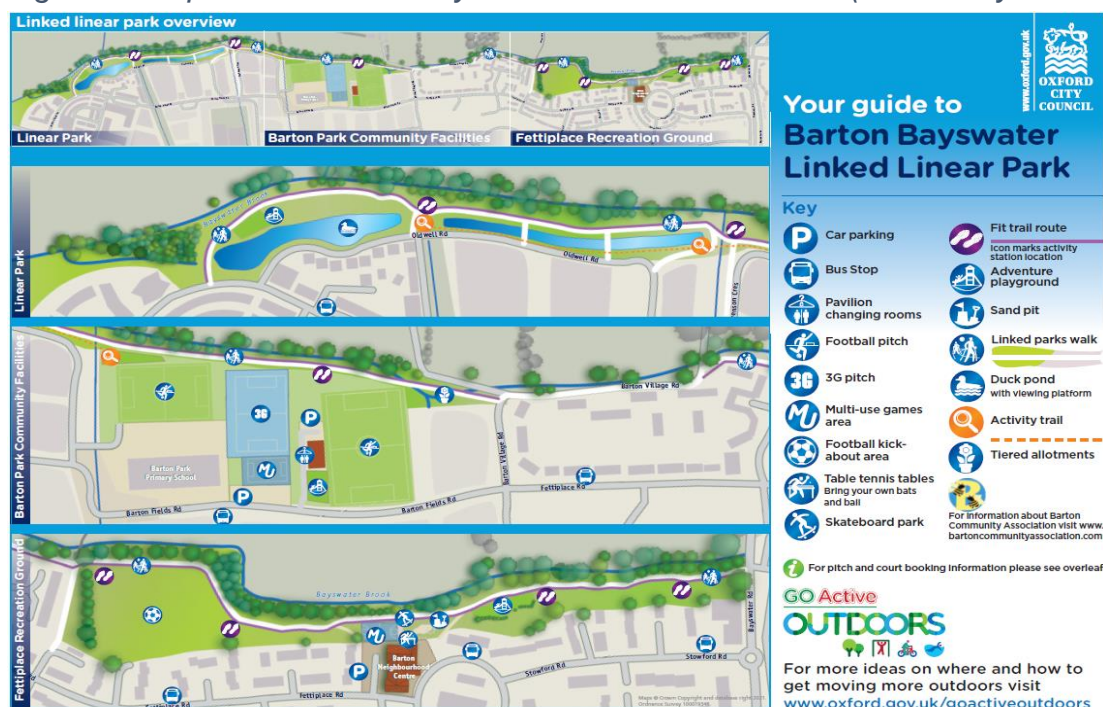 Linked linear park overview
Linear Park
Barton Park Community Facilities
Fettiplace Recreation Ground
Linear Park
Bayswater Brook
Oldwell Rd
Oldwell Rd
Barton Park Community Facilities
3G
P
P
Barton Park
Primary School
Barton Fields Rd
Barton Fields Rd
Barton Village Rd
Barton Village Rd
Fettiplace Rd
Fettiplace Recreation Ground
Bayswater Brook
P
Barton
Neighbourhood
Centre
Fettiplace Rd
Stowford Rd
Stowford Rd
Bayswater Rd
www.oxford.gov.uk
OXFORD
CITY
COUNCIL
Your guide to
Barton Bayswater
Linked Linear Park
Key
P Car parking
Bus Stop
Pavilion
changing rooms
Football pitch
3G 3G pitch
Multi-use games
area
Football kick-
about area
Table tennis tables
Bring your own bats
and ball
Skateboard park
Fit trail route
Icon marks activity
station location
Adventure
playground
Sand pit
Linked parks walk
Duck pond
with viewing platform
Activity trail
Tiered allotments
For information about Barton
Community Association visit www.
bartoncommunityassociation.com
For pitch and court booking information please see overleaf
GO Active
OUTDOORS
For more ideas on where and how to
get moving more outdoors visit
www.oxford.gov.uk/goactiveoutdoors